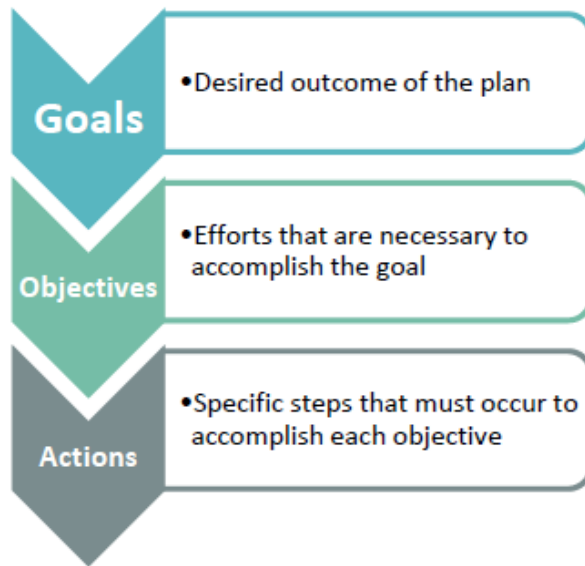 Goals
•Desired outcome of the plan
Objectives
•Efforts that are necessary to
accomplish the goal
Actions
•Specific steps that must occur to
accomplish each objective